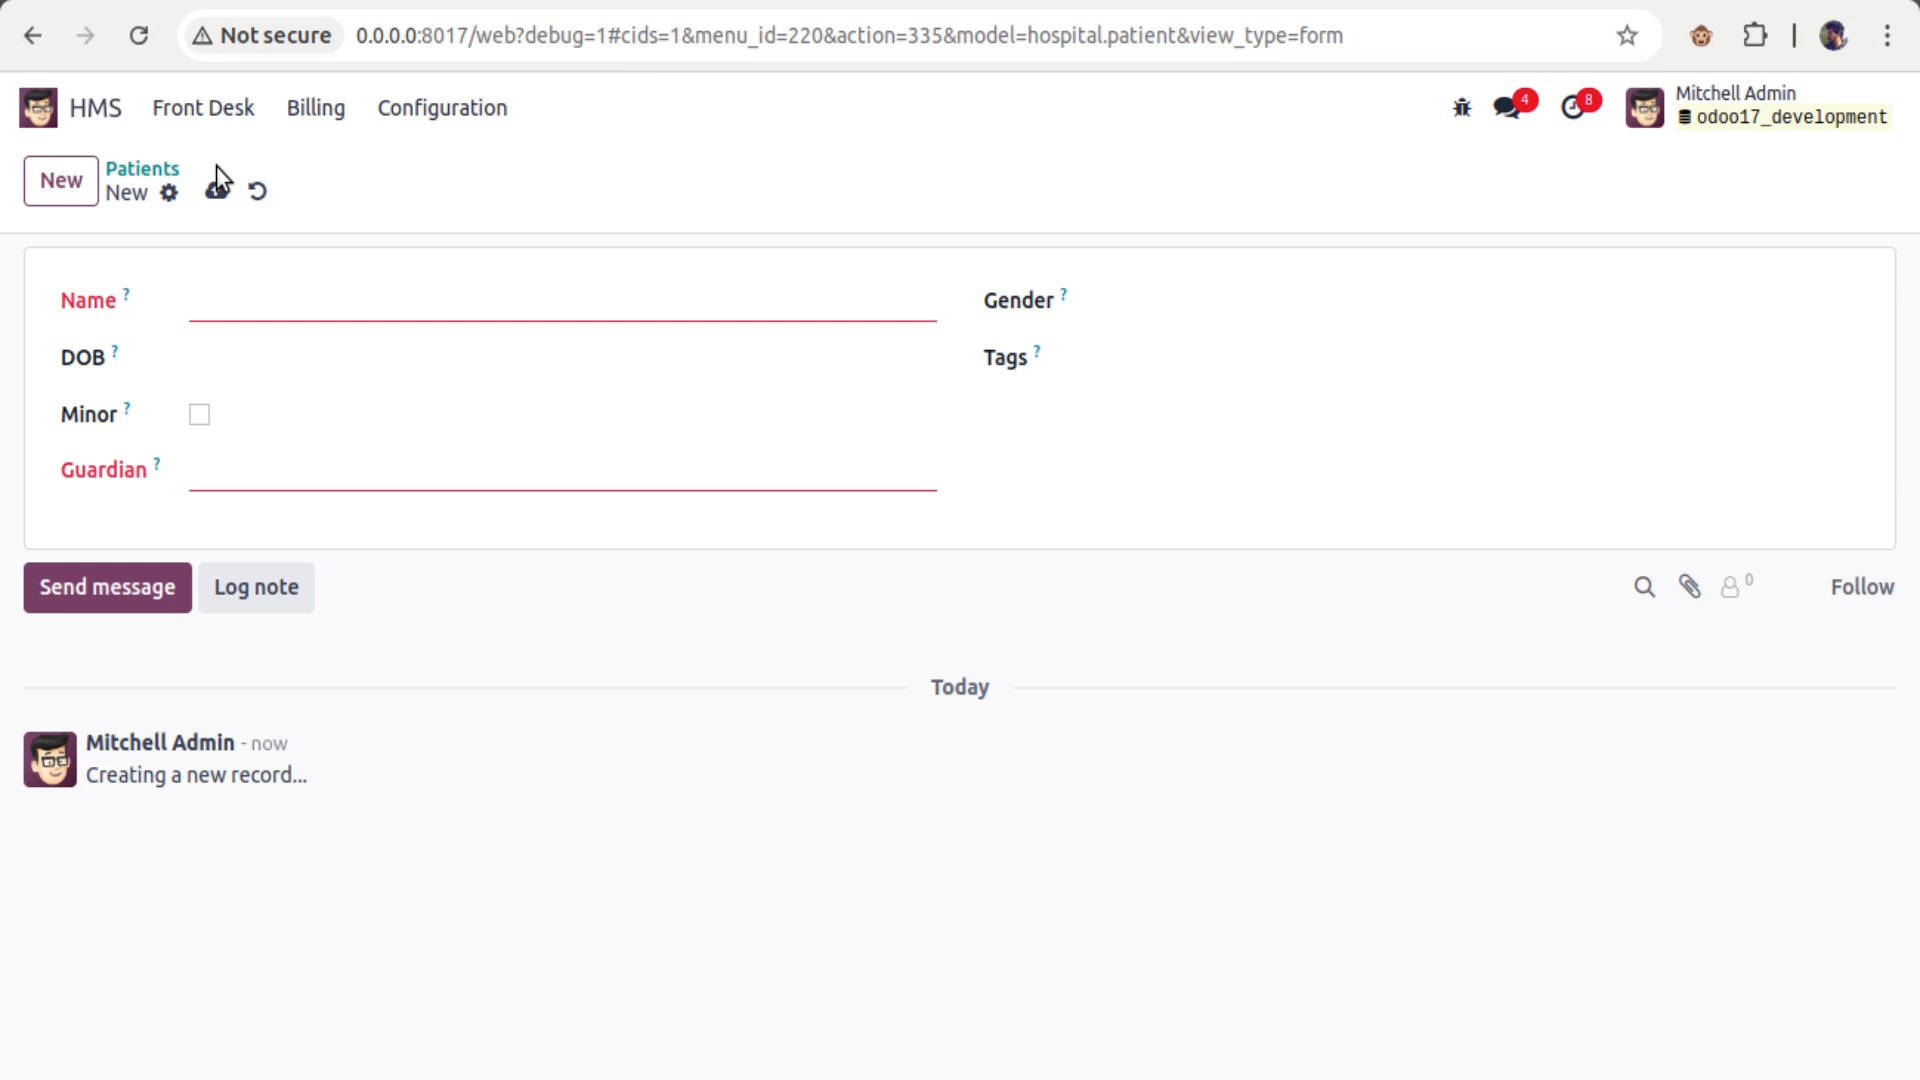 Not secure 0.0.0.0:8017/web?debug=1#cids=1&menu_id=220&action=335&model=hospital.patient&view_type=form
HMS Front Desk Billing Configuration 4 8 Mitchell Admin
odoo17_development
New Patients
New
Name ? Gender ?
DOB ? Tags ?
Minor ?
Guardian ?
Send message Log note 0 Follow
Today
Mitchell Admin - now
Creating a new record...